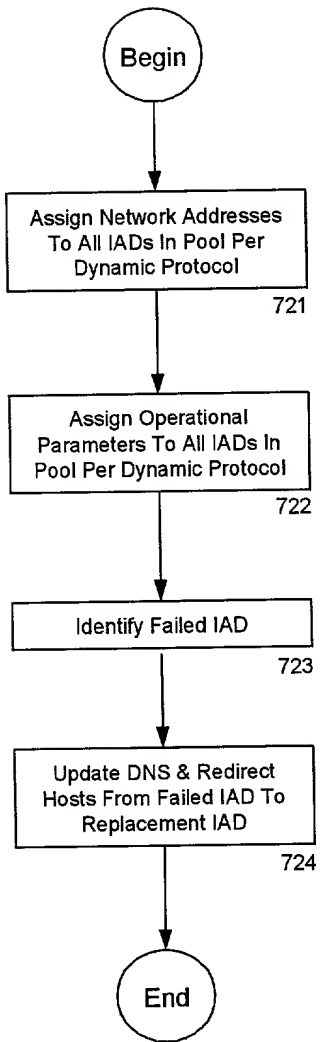 Begin
Assign Network Addresses
To All IADs In Pool Per
Dynamic Protocol
721
Assign Operational
Parameters To All IADs In
Pool Per Dynamic Protocol
722
Identify Failed IAD
723
Update DNS & Redirect
Hosts From Failed IAD To
Replacement IAD
724
End